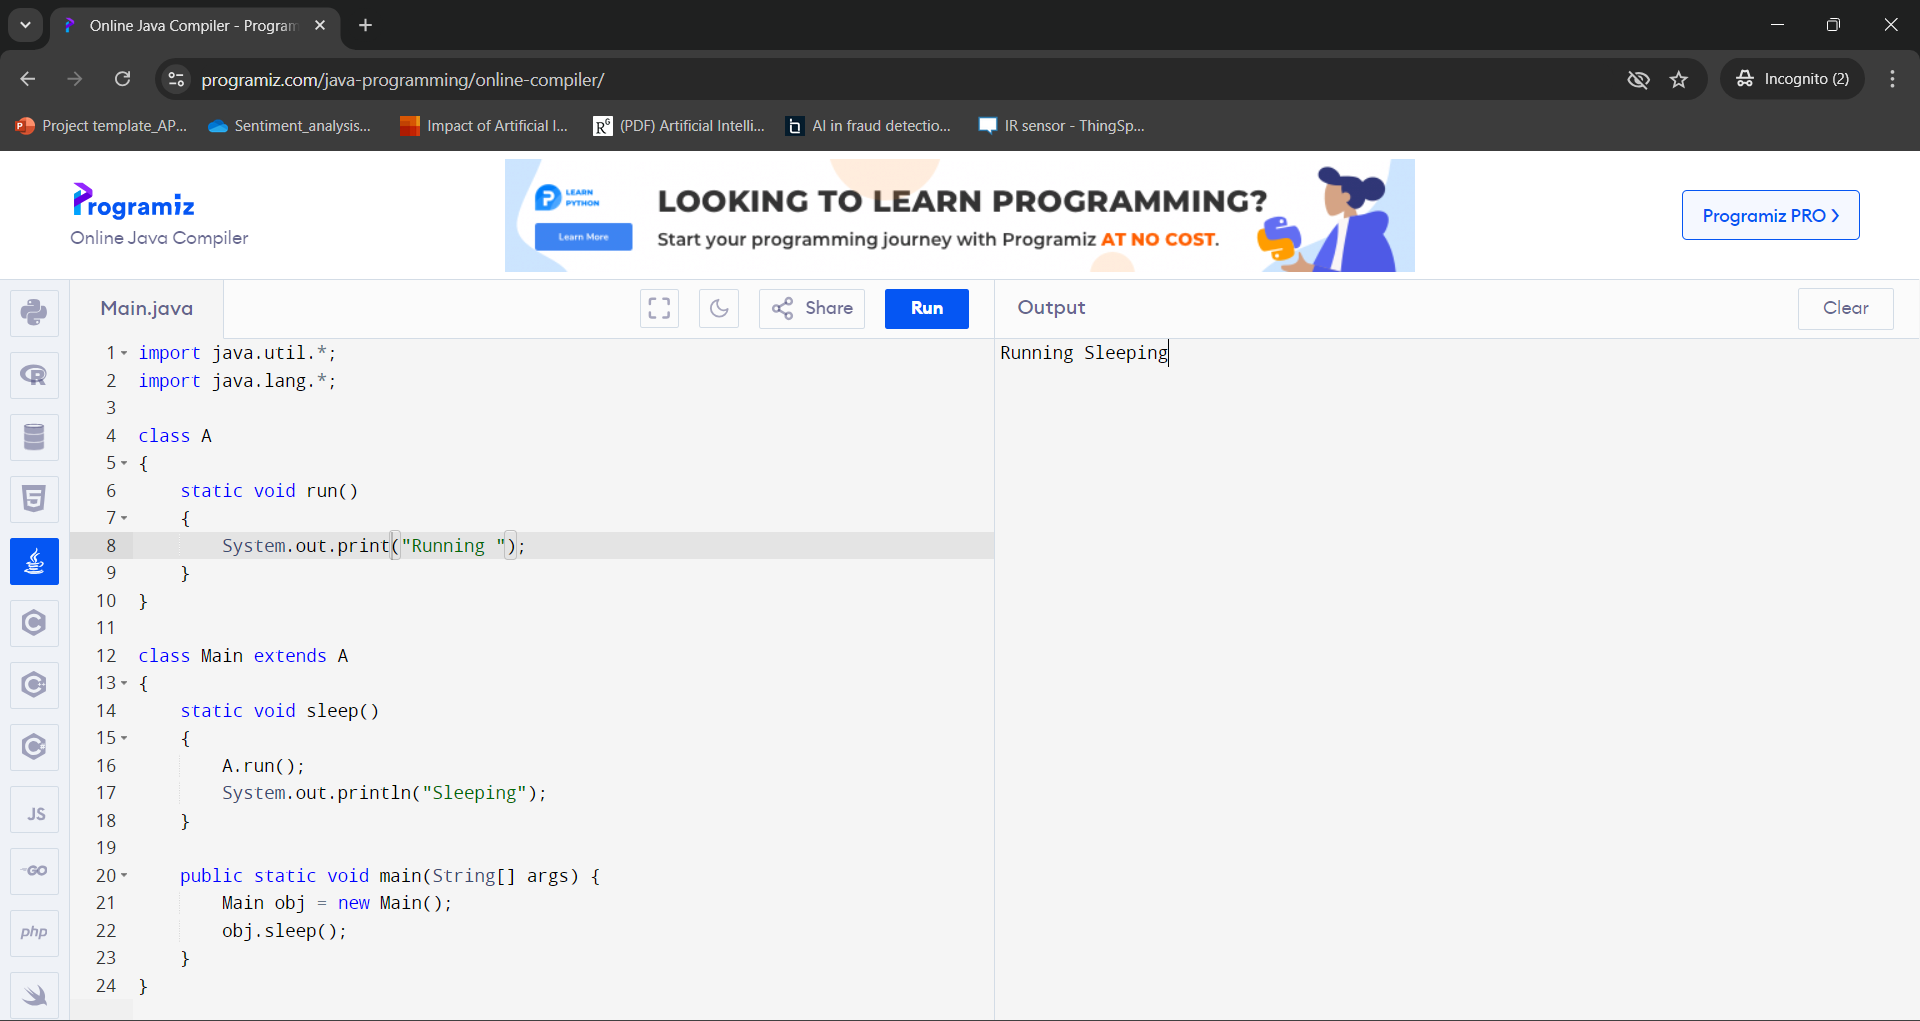 Online Java Compiler - Program
programiz.com/java-programming/online-compiler/
Incognito (2)
Project template_AP...
Sentiment_analysis...
Impact of Artificial I...
(PDF) Artificial Intelli...
AI in fraud detectio...
IR sensor - ThingSp...
Programiz
Online Java Compiler
LEARN
PYTHON
Learn More
LOOKING TO LEARN PROGRAMMING?
Start your programming journey with Programiz AT NO COST.
Programiz PRO >
Main.java
Share
Run
Output
Clear
1 import java.util.*;
2 import java.lang.*;
3
4 class A
5 {
6     static void run()
7     {
8         System.out.print("Running ");
9     }
10 }
11
12 class Main extends A
13 {
14     static void sleep()
15     {
16         A.run();
17         System.out.println("Sleeping");
18     }
19
20     public static void main(String[] args) {
21         Main obj = new Main();
22         obj.sleep();
23     }
24 }
Running Sleeping
JS
GO
php